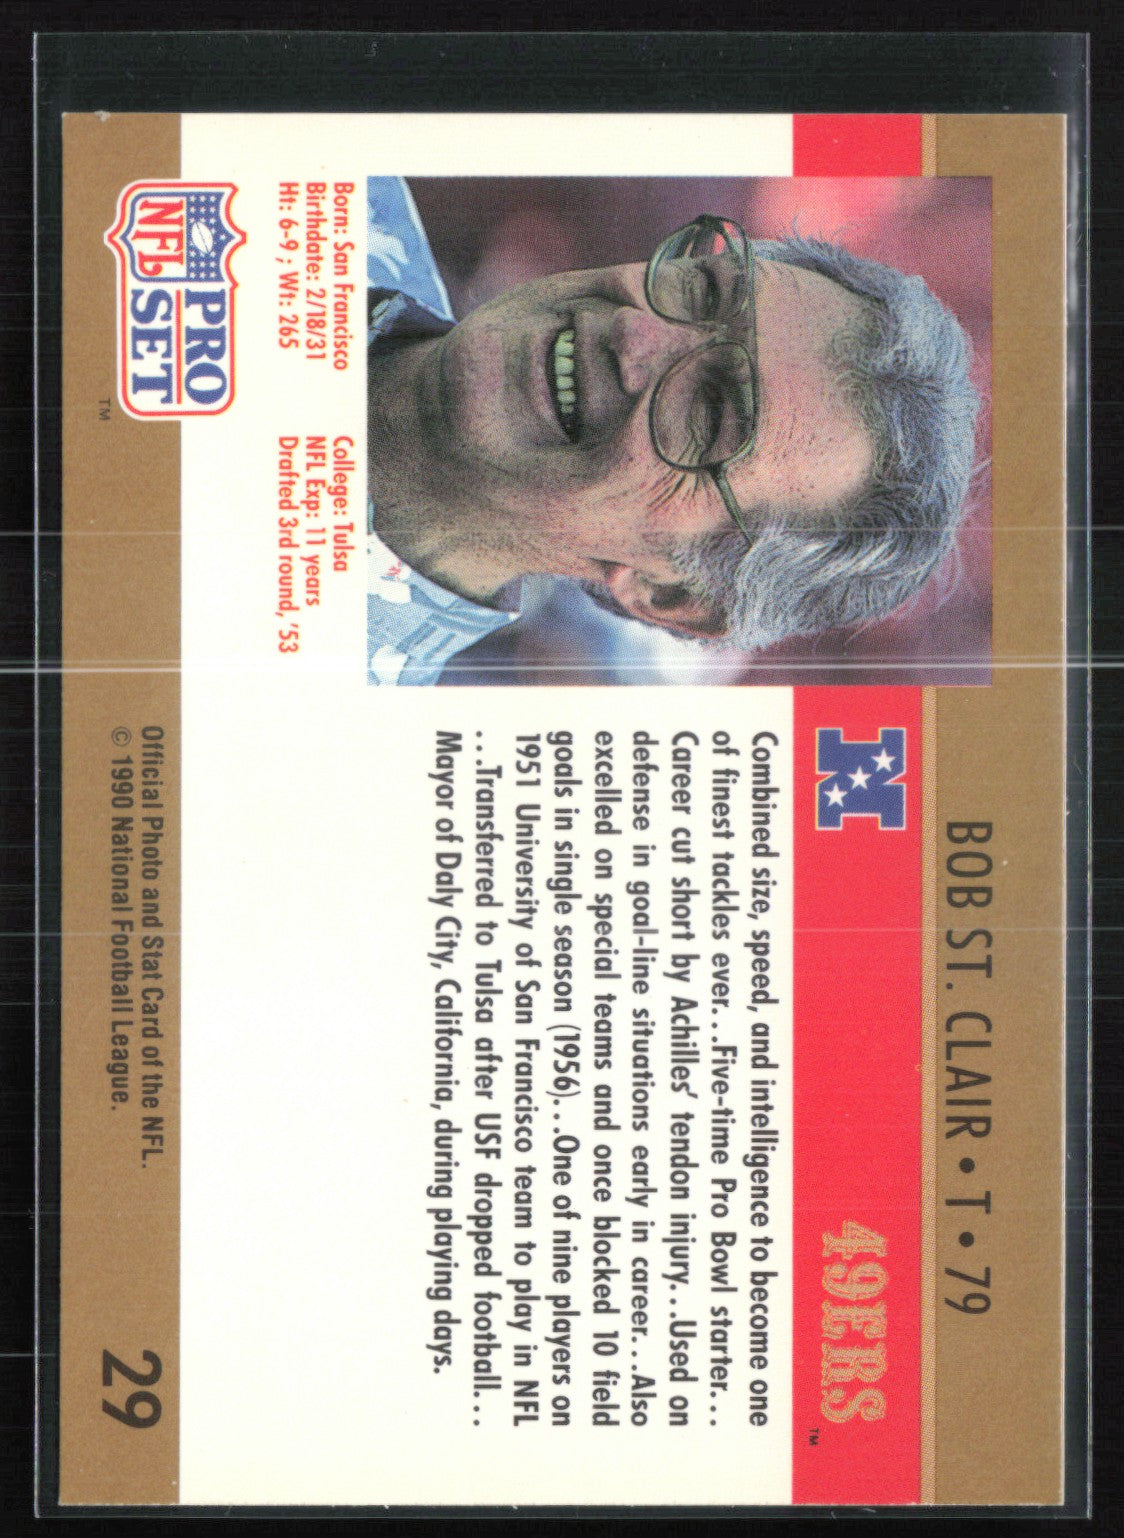 BOB ST. CLAIR • T • 79
49ERS™
Born: San Francisco
Birthdate: 2/18/31
Ht: 6-9 ; Wt: 265
College: Tulsa
NFL Exp: 11 years
Drafted 3rd round, '53
Combined size, speed, and intelligence to become one
of finest tackles ever...Five-time Pro Bowl starter...
Career cut short by Achilles' tendon injury...Used on
defense in goal-line situations early in career...Also
excelled on special teams and once blocked 10 field
goals in single season (1956)...One of nine players on
1951 University of San Francisco team to play in NFL
...Transferred to Tulsa after USF dropped football...
Mayor of Daly City, California, during playing days.
NFL
PRO
SET
™
Official Photo and Stat Card of the NFL.
© 1990 National Football League.
29